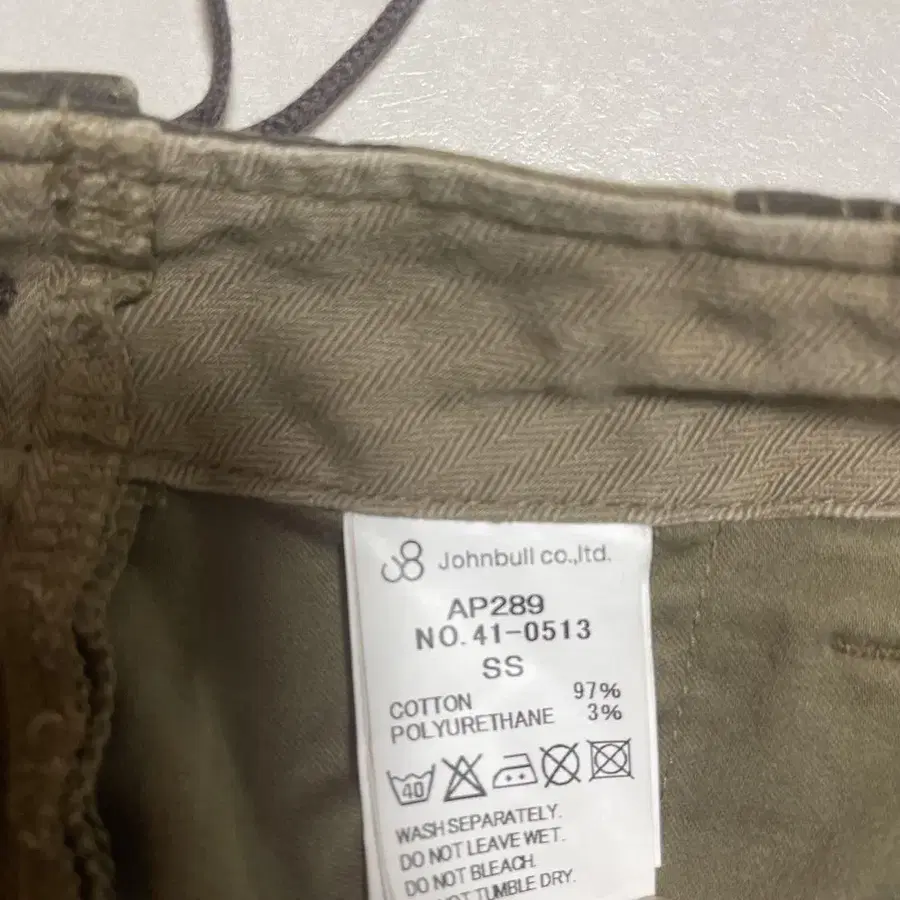 Johnbull co.,ltd.
AP289
NO.41-0513
SS
COTTON 97%
POLYURETHANE 3%
40
WASH SEPARATELY.
DO NOT LEAVE WET.
DO NOT BLEACH.
NOT TUMBLE DRY.